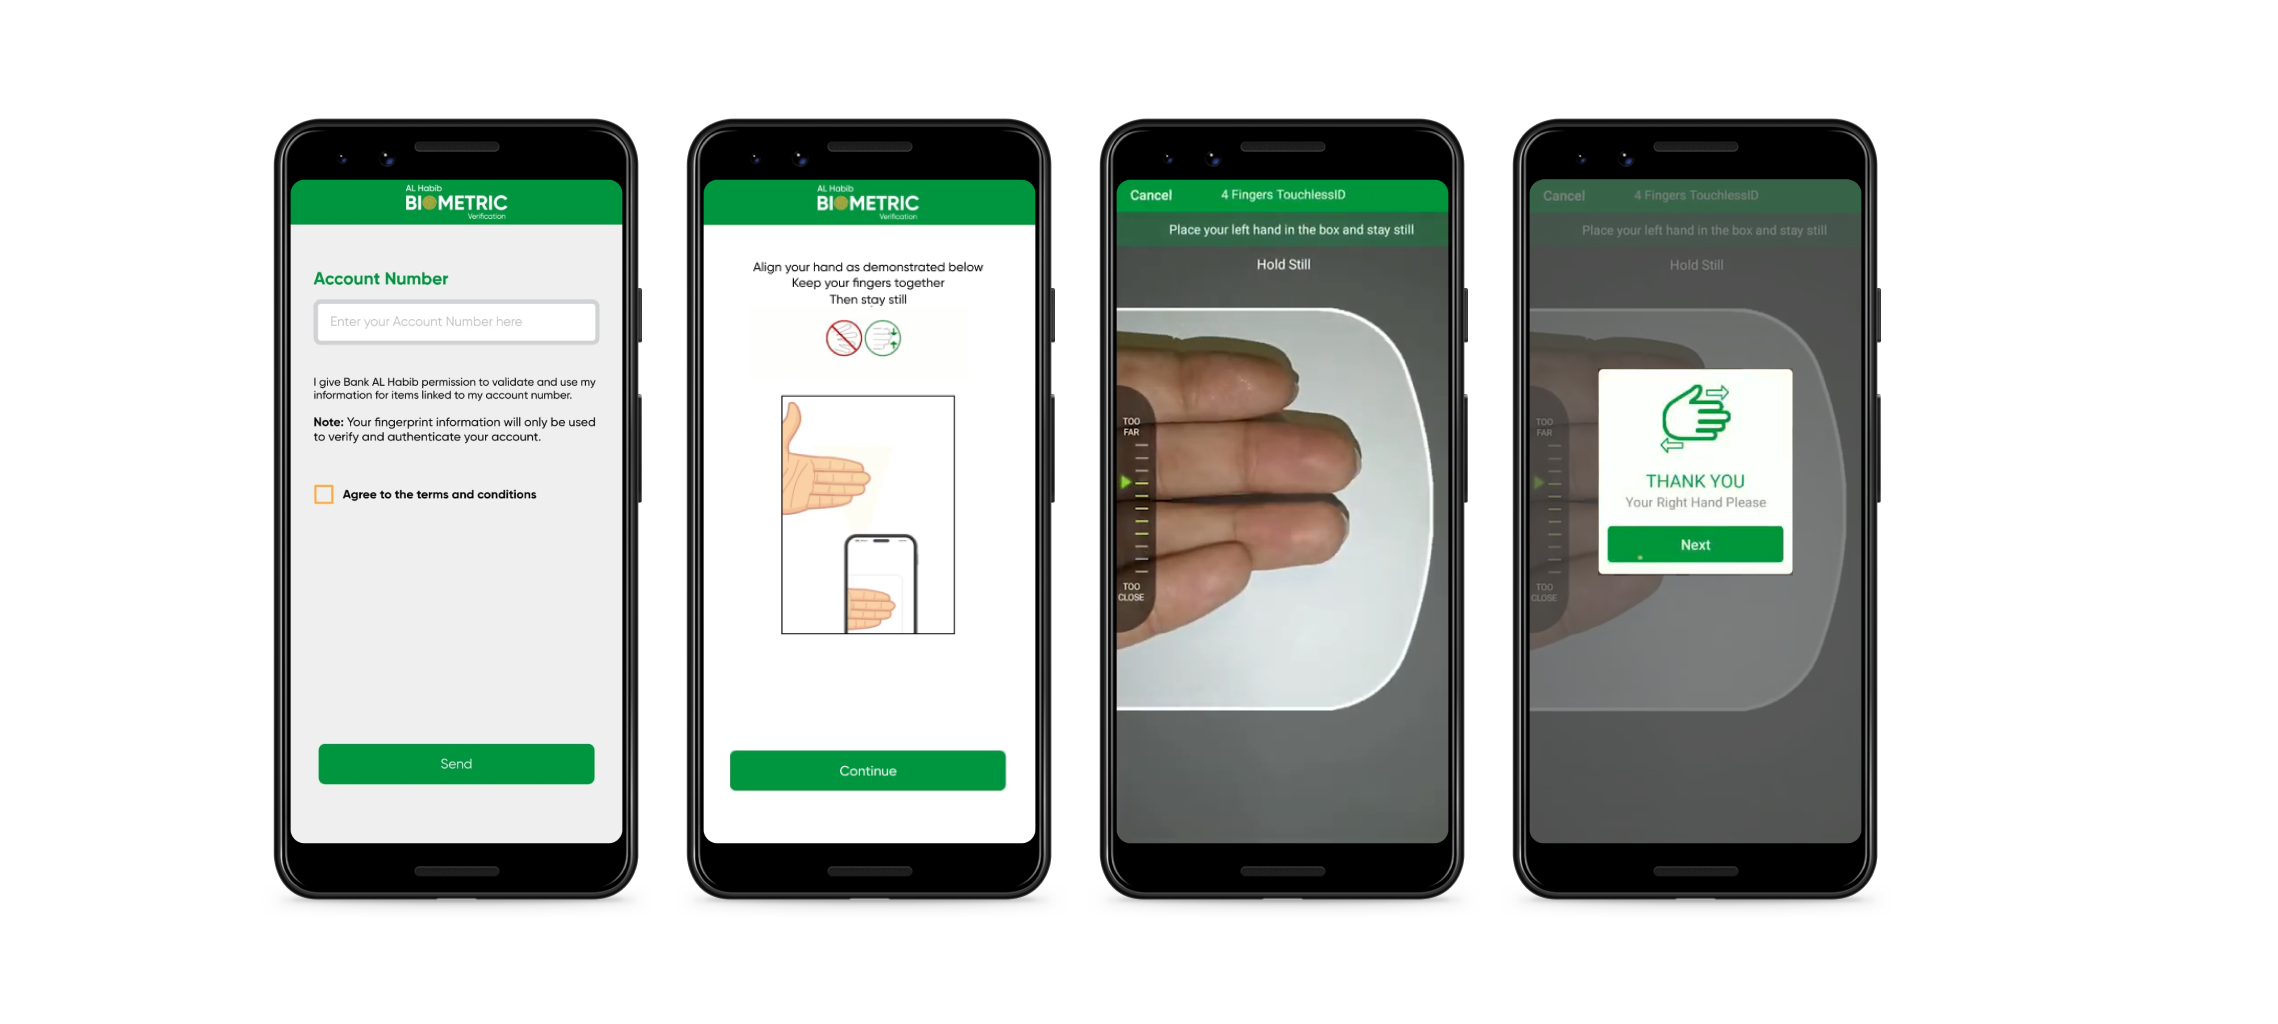 AL Habib
BIOMETRIC
Verification
Account Number
Enter your Account Number here
I give Bank AL Habib permission to validate and use my
information for items linked to my account number.
Note: Your fingerprint information will only be used
to verify and authenticate your account.
Agree to the terms and conditions
Send
AL Habib
BIOMETRIC
Verification
Align your hand as demonstrated below
Keep your fingers together
Then stay still
Continue
Cancel
4 Fingers TouchlessID
Place your left hand in the box and stay still
Hold Still
TOO
FAR
TOO
CLOSE
Cancel
4 Fingers TouchlessID
Place your left hand in the box and stay still
Hold Still
TOO
FAR
THANK YOU
Your Right Hand Please
Next
TOO
CLOSE